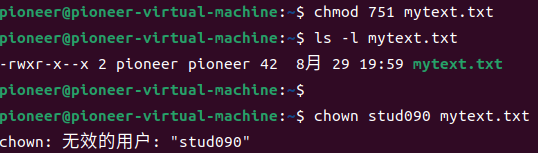 pioneer@pioneer-virtual-machine:~$ chmod 751 mytext.txt
pioneer@pioneer-virtual-machine:~$ ls -l mytext.txt
-rwxr-x--x 2 pioneer pioneer 42  8月 29 19:59 mytext.txt
pioneer@pioneer-virtual-machine:~$
pioneer@pioneer-virtual-machine:~$ chown stud090 mytext.txt
chown: 无效的用户: "stud090"